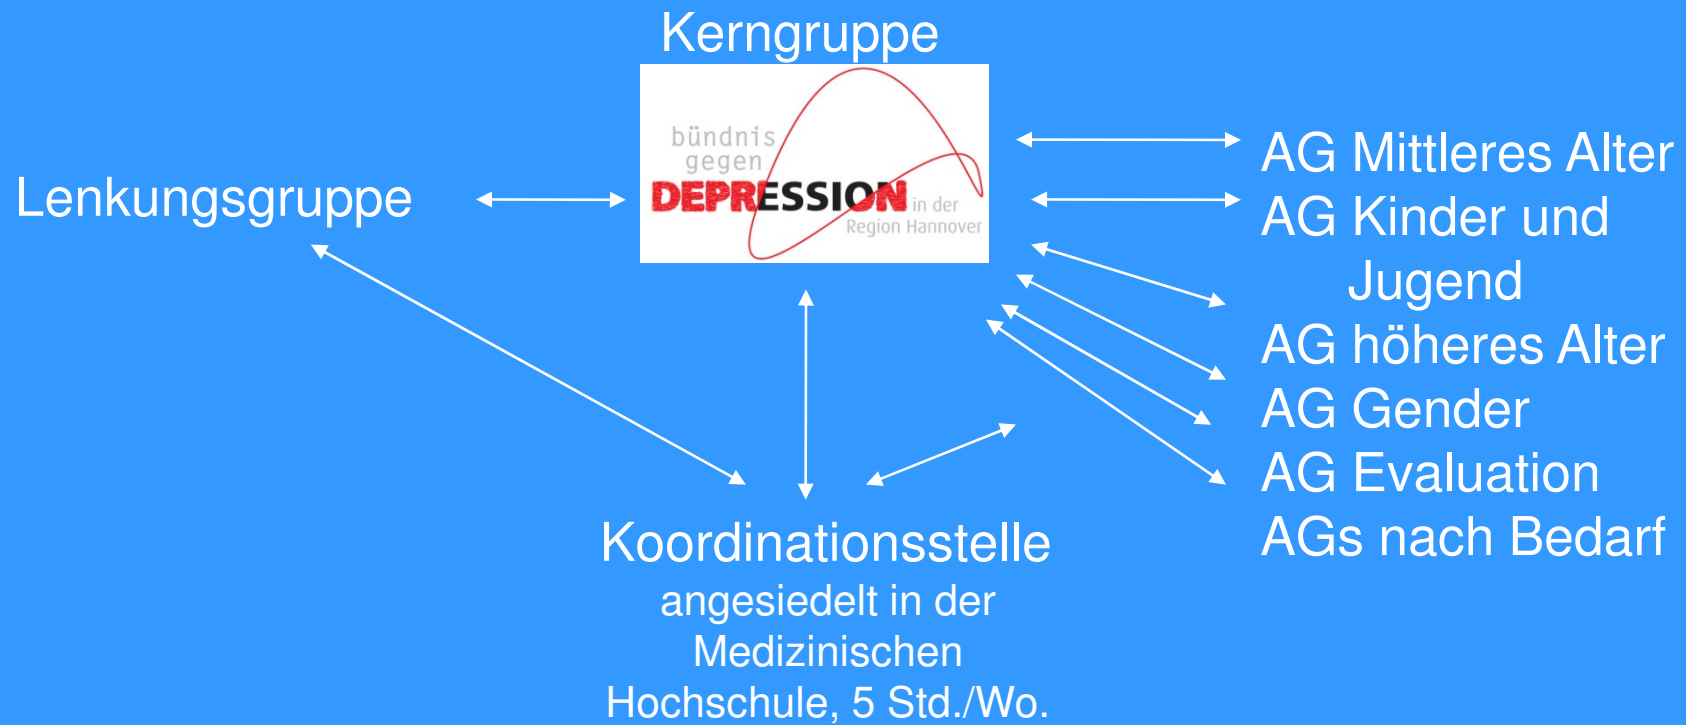 Kerngruppe
bündnis
gegen
DEPRESSION in der
Region Hannover
Lenkungsgruppe
AG Mittleres Alter
AG Kinder und
Jugend
AG höheres Alter
AG Gender
AG Evaluation
AGs nach Bedarf
Koordinationsstelle
angesiedelt in der
Medizinischen
Hochschule, 5 Std./Wo.